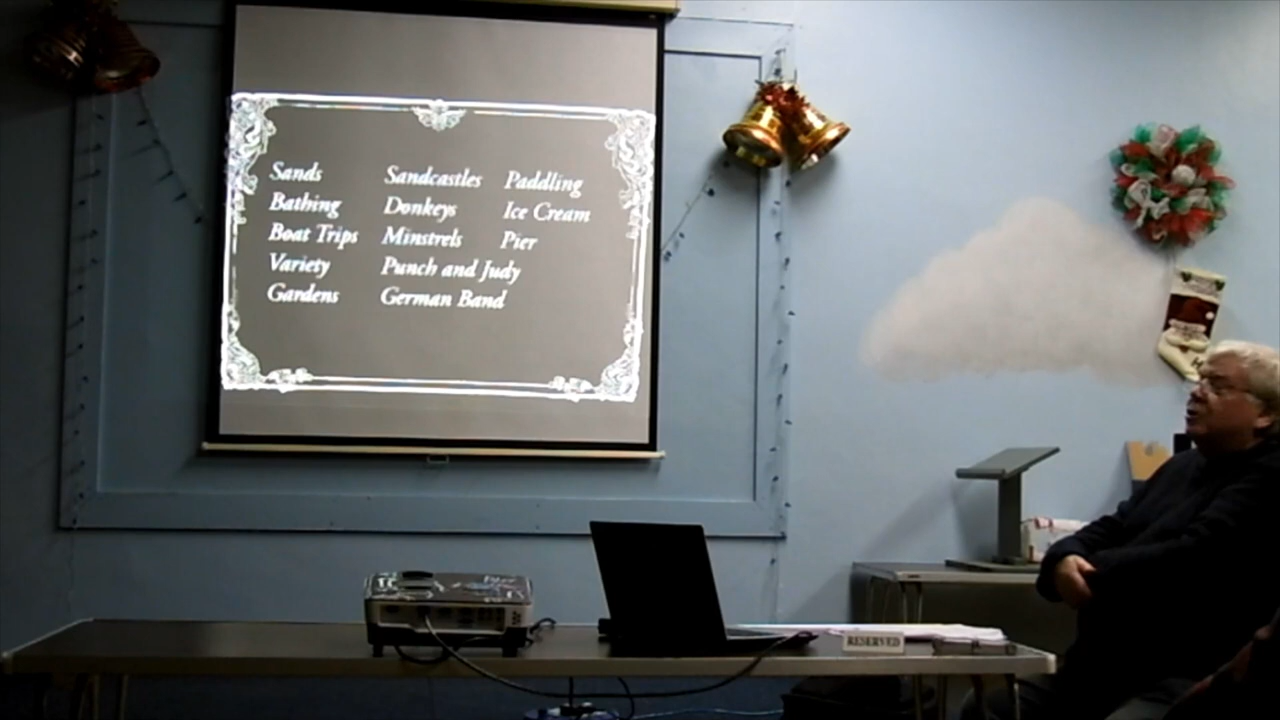 Sands Sandcastles Paddling
Bathing Donkeys Ice Cream
Boat Trips Minstrels Pier
Variety Punch and Judy
Gardens German Band
RESERVED